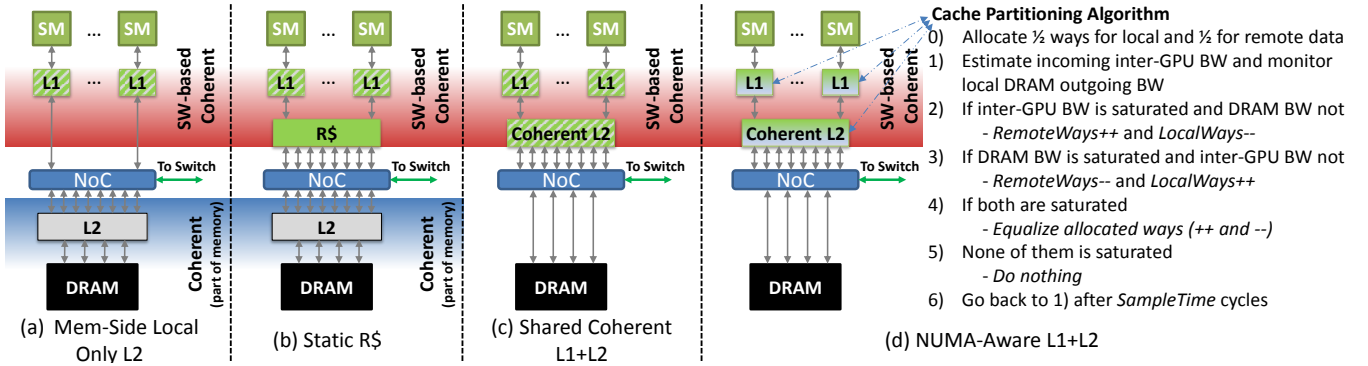 SM ... SM
L1 ... L1
SW-based
Coherent
To Switch
NoC
L2
Coherent
(part of memory)
DRAM
(a) Mem-Side Local
Only L2
SM ... SM
L1 ... L1
SW-based
Coherent
R$
To Switch
NoC
L2
Coherent
(part of memory)
DRAM
(b) Static R$
SM ... SM
L1 ... L1
SW-based
Coherent
Coherent L2
To Switch
NoC
DRAM
(c) Shared Coherent
L1+L2
SM ... SM
L1 ... L1
SW-based
Coherent
Coherent L2
To Switch
NoC
DRAM
(d) NUMA-Aware L1+L2
Cache Partitioning Algorithm
0) Allocate ½ ways for local and ½ for remote data
1) Estimate incoming inter-GPU BW and monitor
local DRAM outgoing BW
2) If inter-GPU BW is saturated and DRAM BW not
- RemoteWays++ and LocalWays--
3) If DRAM BW is saturated and inter-GPU BW not
- RemoteWays-- and LocalWays++
4) If both are saturated
- Equalize allocated ways (++ and --)
5) None of them is saturated
- Do nothing
6) Go back to 1) after SampleTime cycles